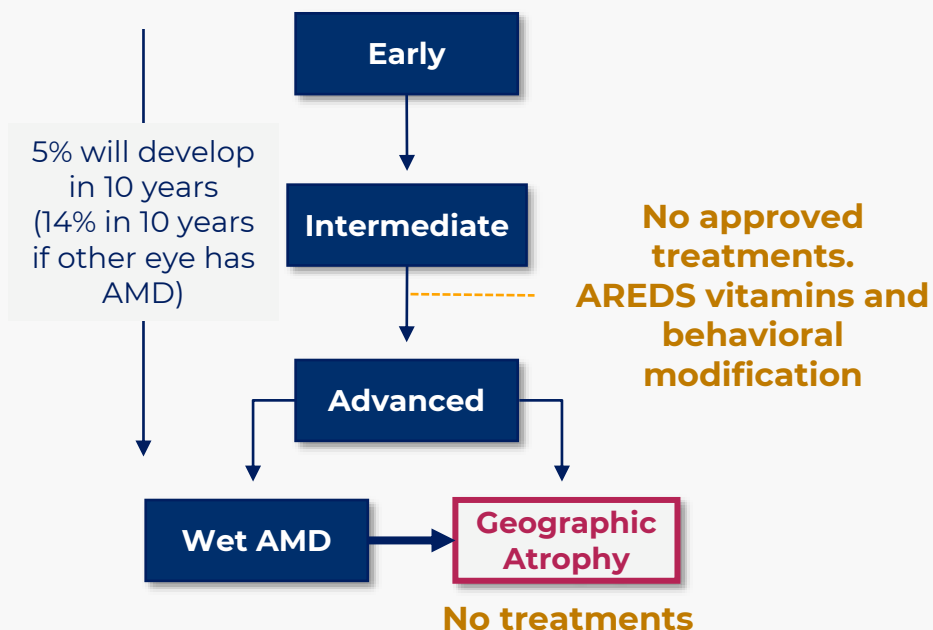 Early
5% will develop
in 10 years
(14% in 10 years
if other eye has
AMD)
Intermediate
No approved
treatments.
AREDS vitamins and
behavioral
modification
Advanced
Wet AMD
Geographic
Atrophy
No treatments